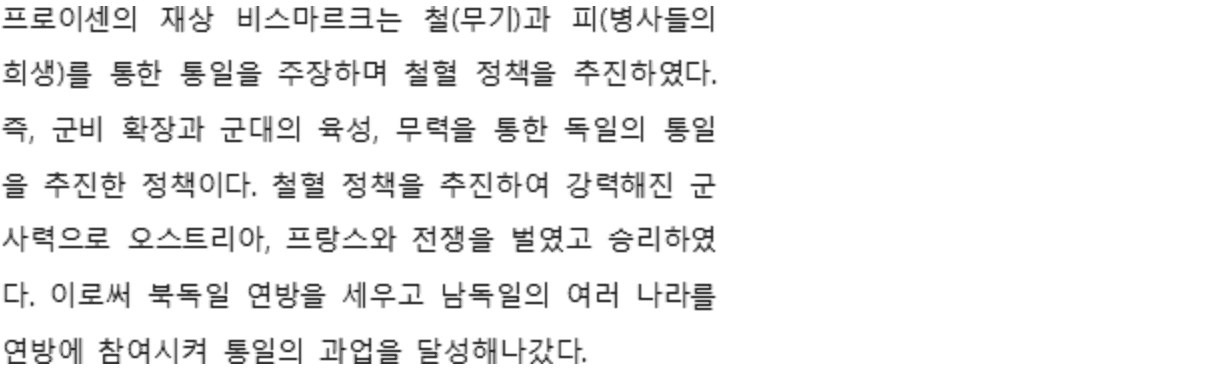 프로이센의 재상 비스마르크는 철(무기)과 피(병사들의
희생)를 통한 통일을 주장하며 철혈 정책을 추진하였다.
즉, 군비 확장과 군대의 육성, 무력을 통한 독일의 통일
을 추진한 정책이다. 철혈 정책을 추진하여 강력해진 군
사력으로 오스트리아, 프랑스와 전쟁을 벌였고 승리하였
다. 이로써 북독일 연방을 세우고 남독일의 여러 나라를
연방에 참여시켜 통일의 과업을 달성해나갔다.